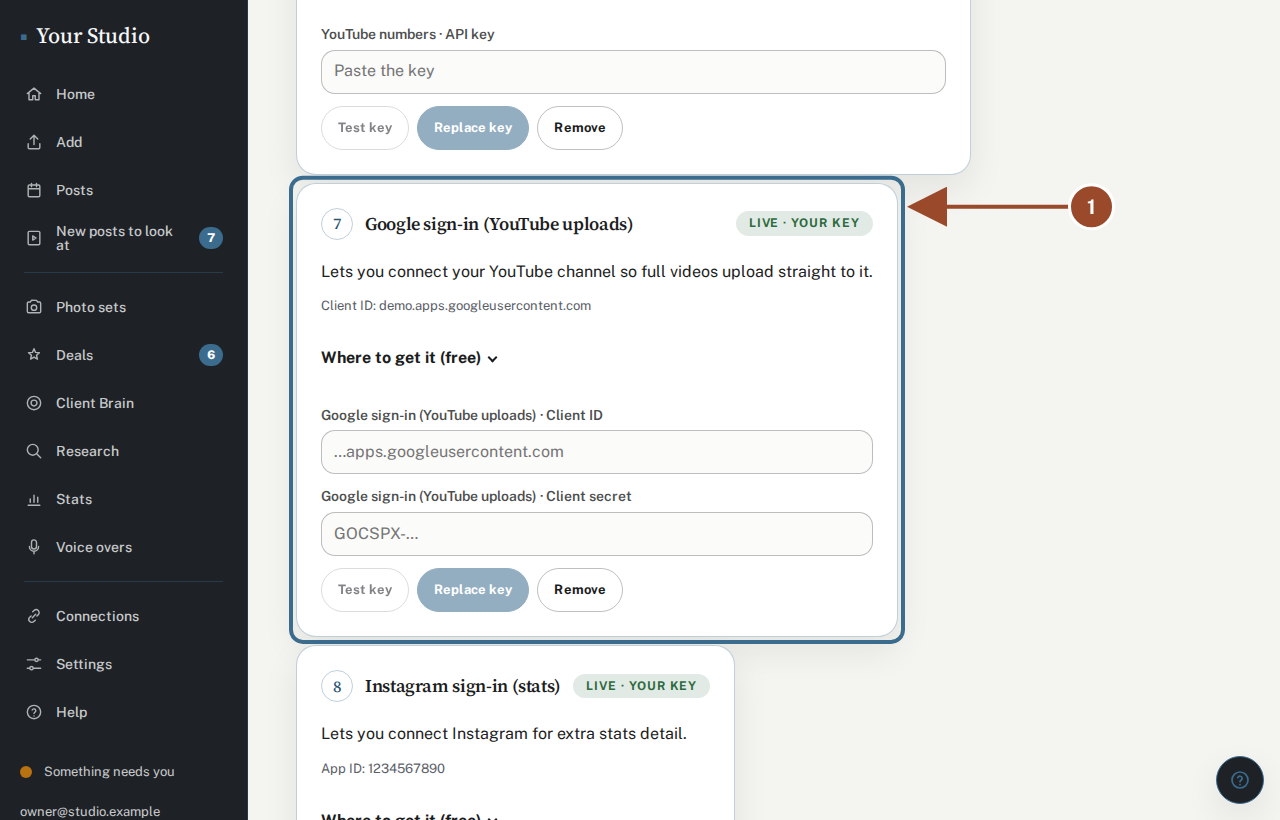 Your Studio
Home
Add
Posts
New posts to look
at
7
Photo sets
Deals
6
Client Brain
Research
Stats
Voice overs
Connections
Settings
Help
Something needs you
owner@studio.example
YouTube numbers · API key
Paste the key
Test key
Replace key
Remove
1
7
Google sign-in (YouTube uploads)
LIVE · YOUR KEY
Lets you connect your YouTube channel so full videos upload straight to it.
Client ID: demo.apps.googleusercontent.com
Where to get it (free)
Google sign-in (YouTube uploads) · Client ID
...apps.googleusercontent.com
Google sign-in (YouTube uploads) · Client secret
GOCSPX-...
Test key
Replace key
Remove
8
Instagram sign-in (stats)
LIVE · YOUR KEY
Lets you connect Instagram for extra stats detail.
App ID: 1234567890
Where to get it (free)